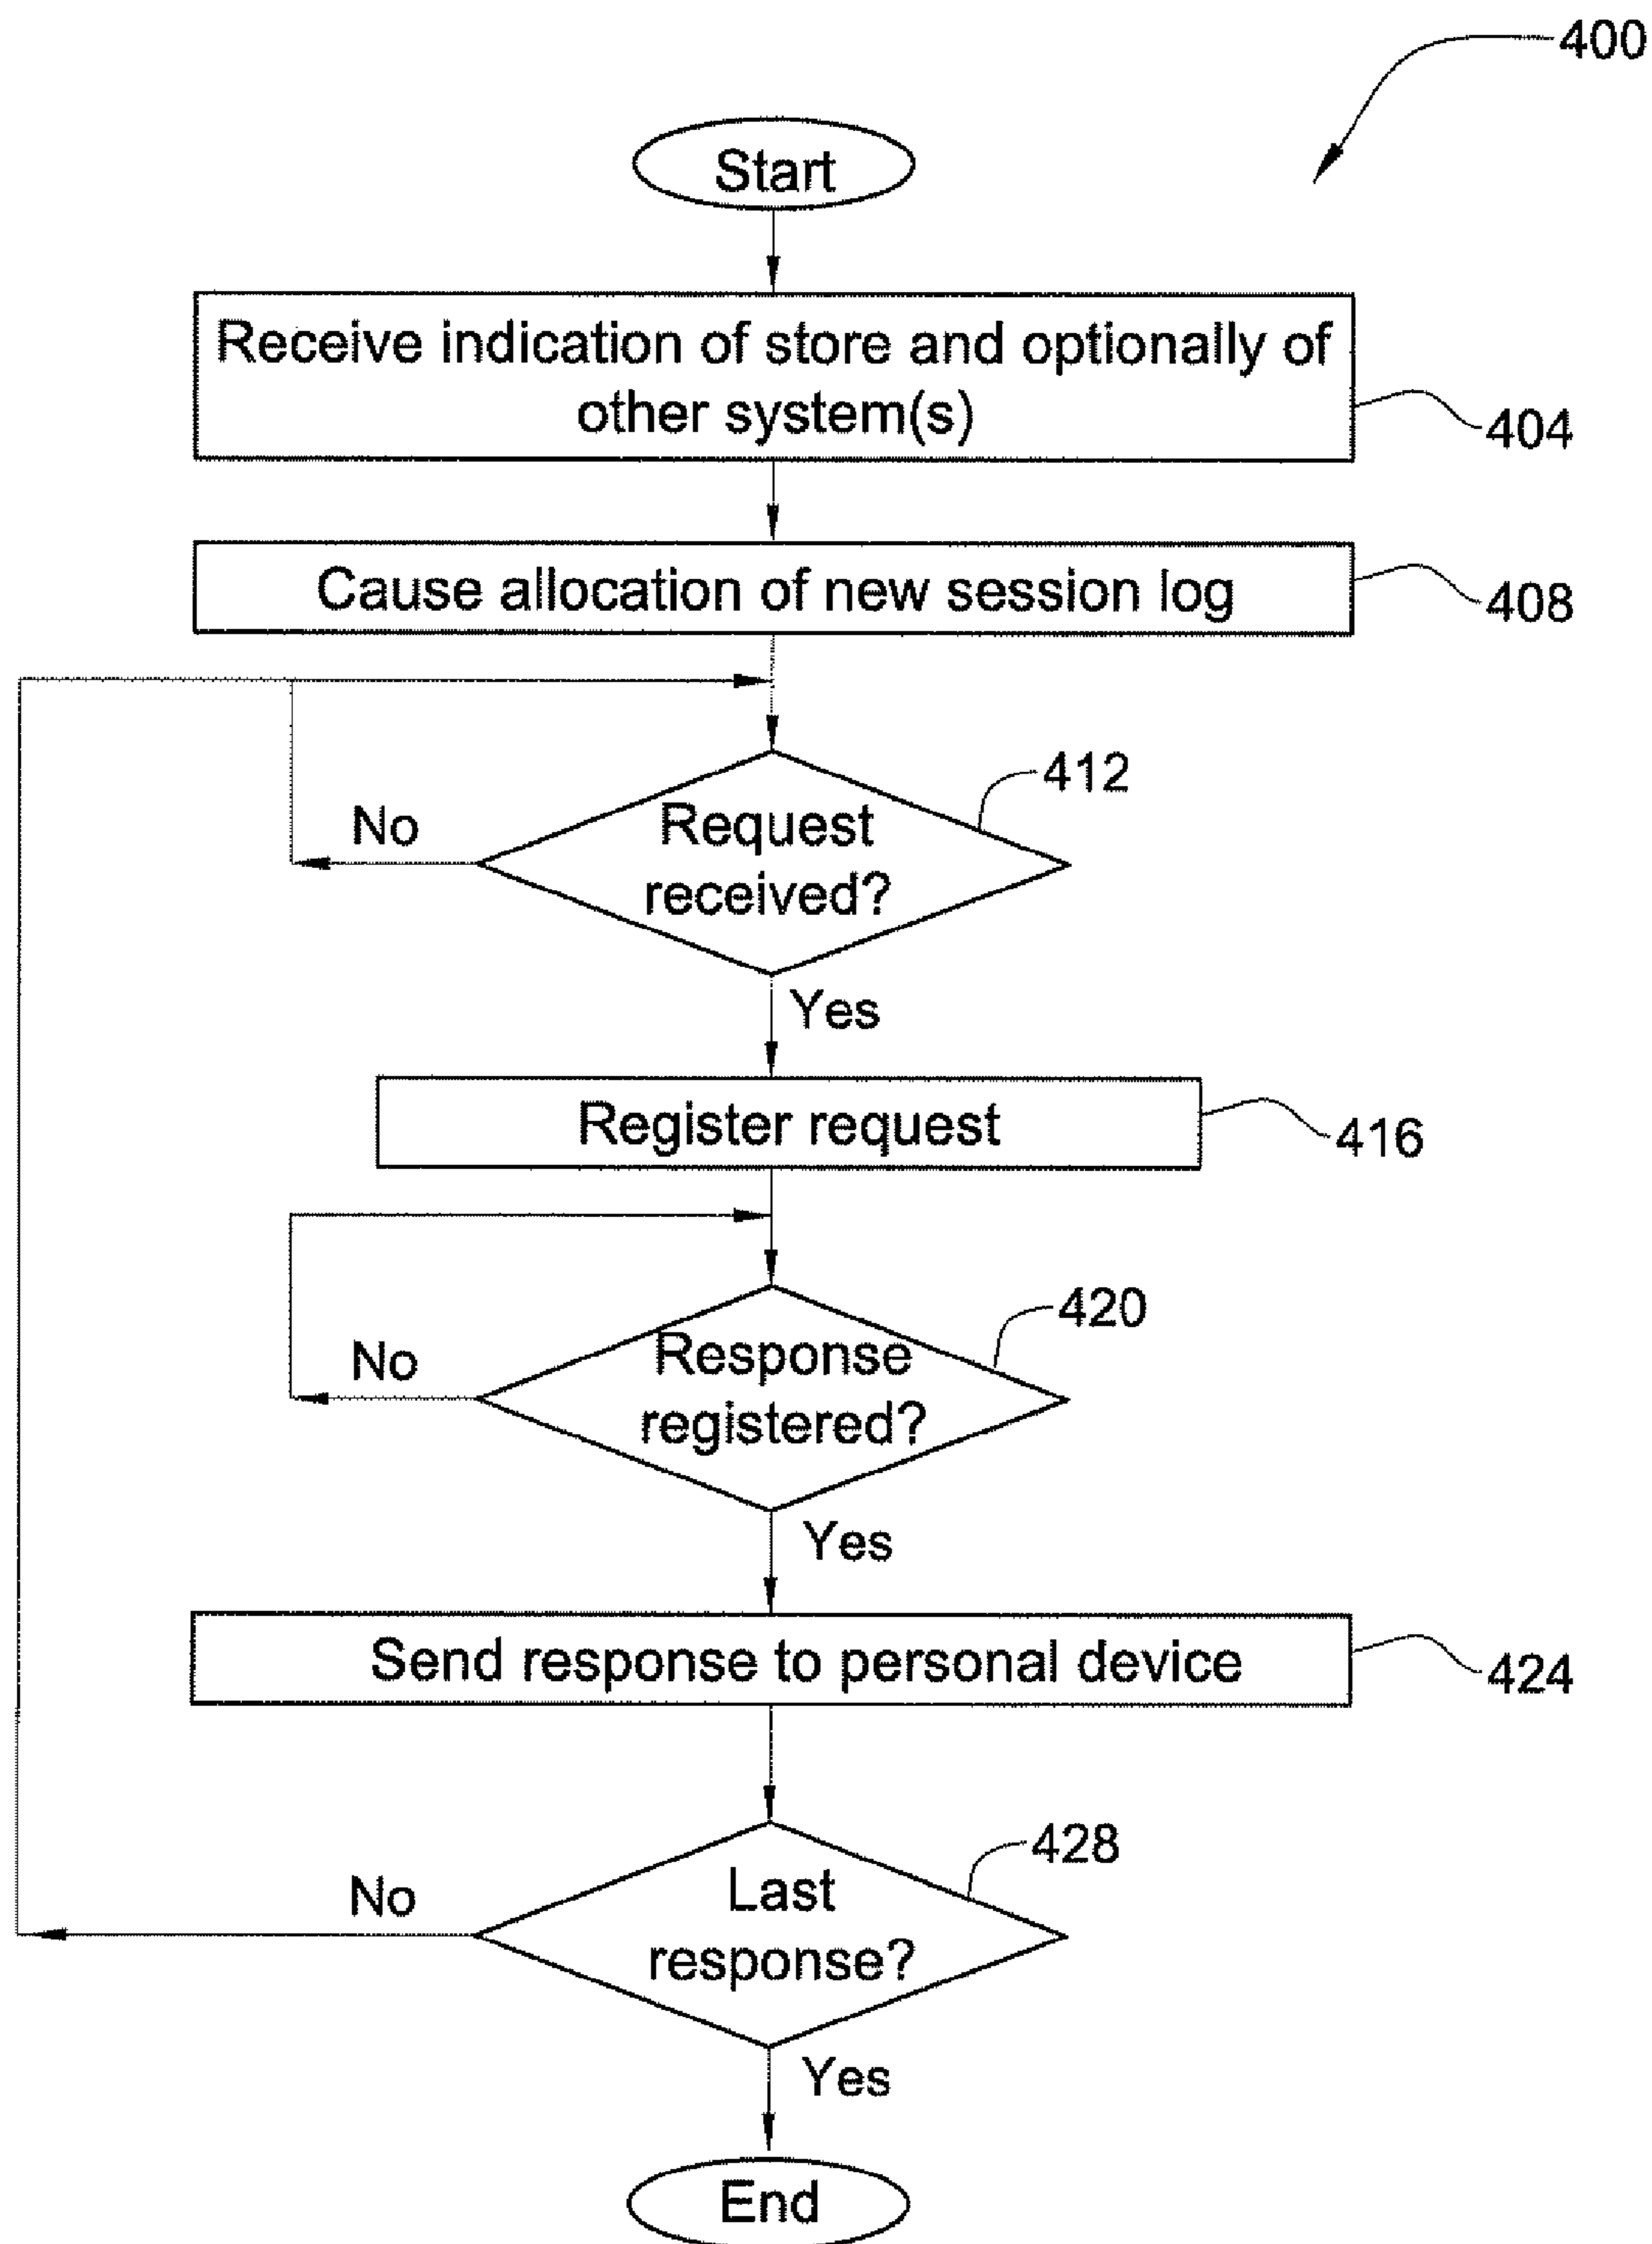 400
Start
Receive indication of store and optionally of
other system(s)
404
Cause allocation of new session log
408
412
Request
received?
No
Yes
Register request
416
420
Response
registered?
No
Yes
Send response to personal device
424
428
Last
response?
No
Yes
End